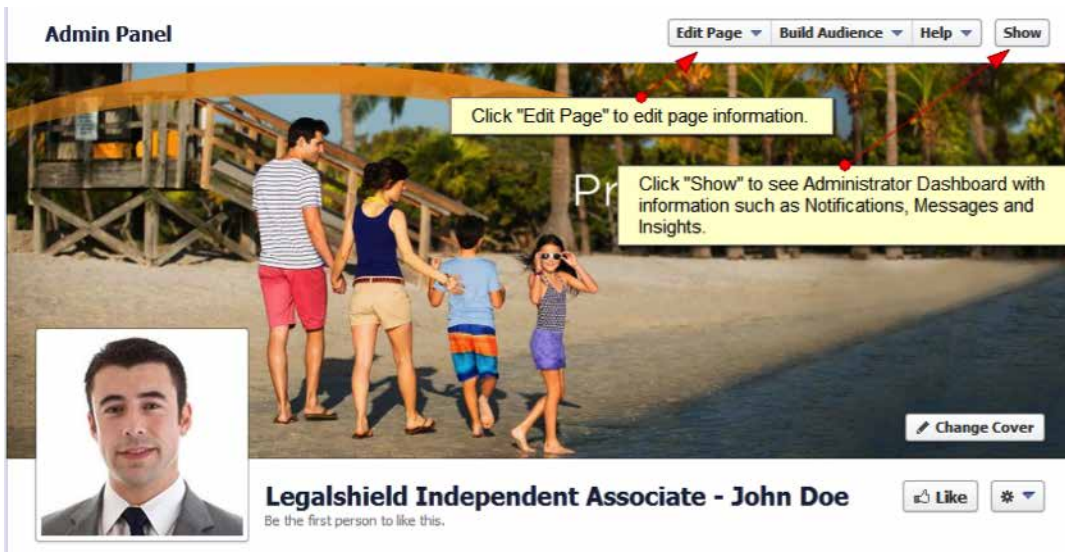 Admin Panel
Edit Page Build Audience Help Show
Click "Edit Page" to edit page information.
Click "Show" to see Administrator Dashboard with
information such as Notifications, Messages and
Insights.
Pr
Change Cover
Legalshield Independent Associate - John Doe
Like
Be the first person to like this.